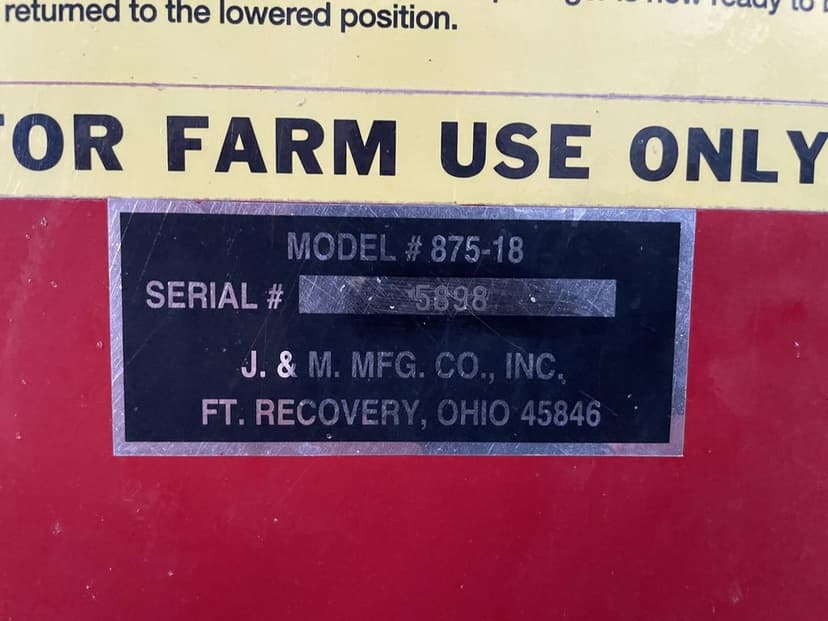 returned to the lowered position.
OR FARM USE ONLY
MODEL # 875-18
SERIAL # 5898
J. & M. MFG. CO., INC.
FT. RECOVERY, OHIO 45846